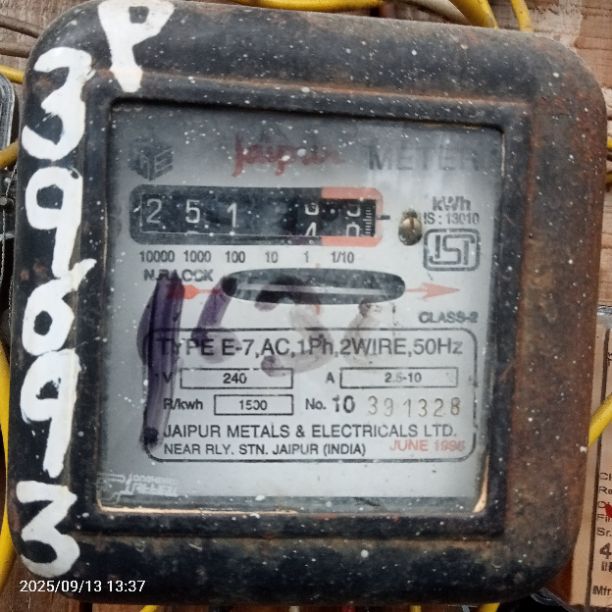 P
39693
Jaipur METER
2 5 1
kWh
IS : 13010
10000 1000 100 10 1 1/10
N.B.LOCK
CLASS-2
TYPE E-7,AC,1Ph,2WIRE,50Hz
V 240 A 2.5-10
R/kwh 1500 No. 10 391328
JAIPUR METALS & ELECTRICALS LTD.
NEAR RLY. STN. JAIPUR (INDIA) JUNE 1996
2025/09/13 13:37